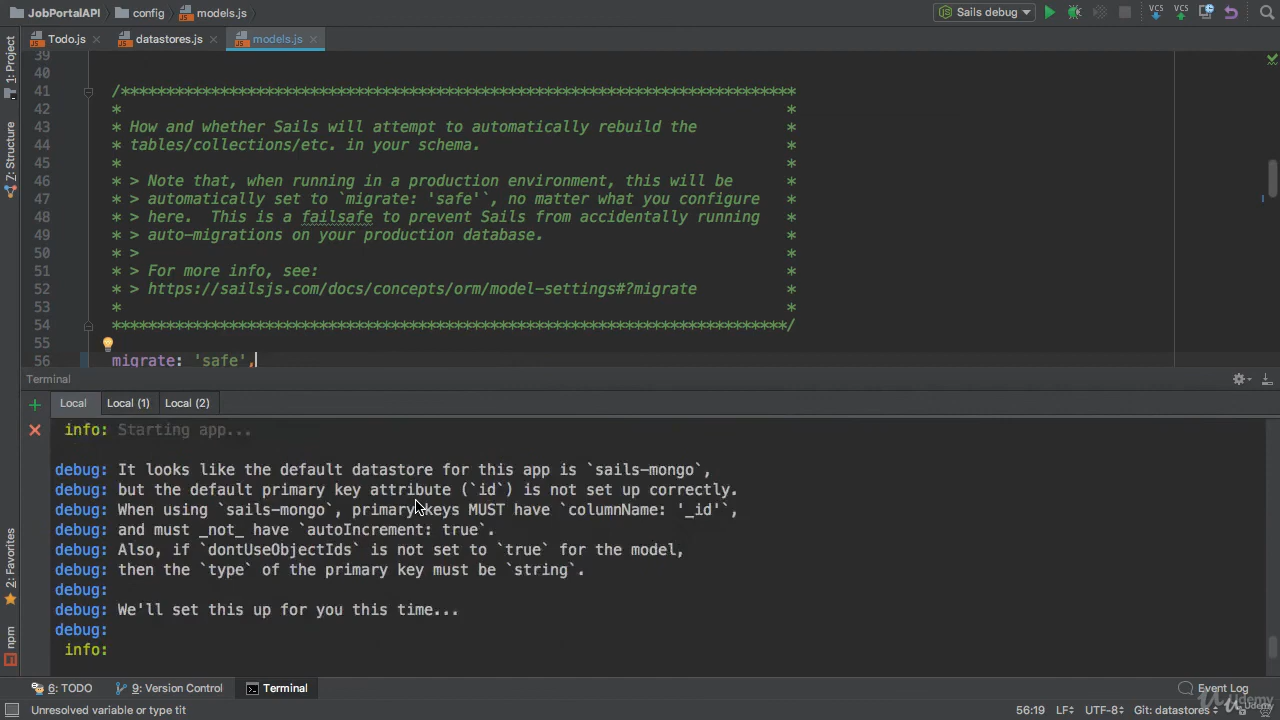 JobPortalAPI config models.js Sails debug
Todo.js datastores.js models.js
39
40
41 /**************************************************************************
42 * *
43 * How and whether Sails will attempt to automatically rebuild the *
44 * tables/collections/etc. in your schema. *
45 * *
46 * > Note that, when running in a production environment, this will be *
47 * > automatically set to `migrate: 'safe'`, no matter what you configure *
48 * > here.  This is a failsafe to prevent Sails from accidentally running *
49 * > auto-migrations on your production database. *
50 * > *
51 * > For more info, see: *
52 * > https://sailsjs.com/docs/concepts/orm/model-settings#?migrate *
53 * *
54 ***************************************************************************/
55
56 migrate: 'safe',
Terminal
Local Local (1) Local (2)
info: Starting app...
debug: It looks like the default datastore for this app is `sails-mongo`,
debug: but the default primary key attribute (`id`) is not set up correctly.
debug: When using `sails-mongo`, primary keys MUST have `columnName: '_id'`,
debug: and must _not_ have `autoIncrement: true`.
debug: Also, if `dontUseObjectIds` is not set to `true` for the model,
debug: then the `type` of the primary key must be `string`.
debug:
debug: We'll set this up for you this time...
debug:
info:
1: Project
7: Structure
2: Favorites
npm
6: TODO 9: Version Control Terminal Event Log
Unresolved variable or type tit 56:19 LF÷ UTF-8÷ Git: datastores÷
VCS VCS
Udemy